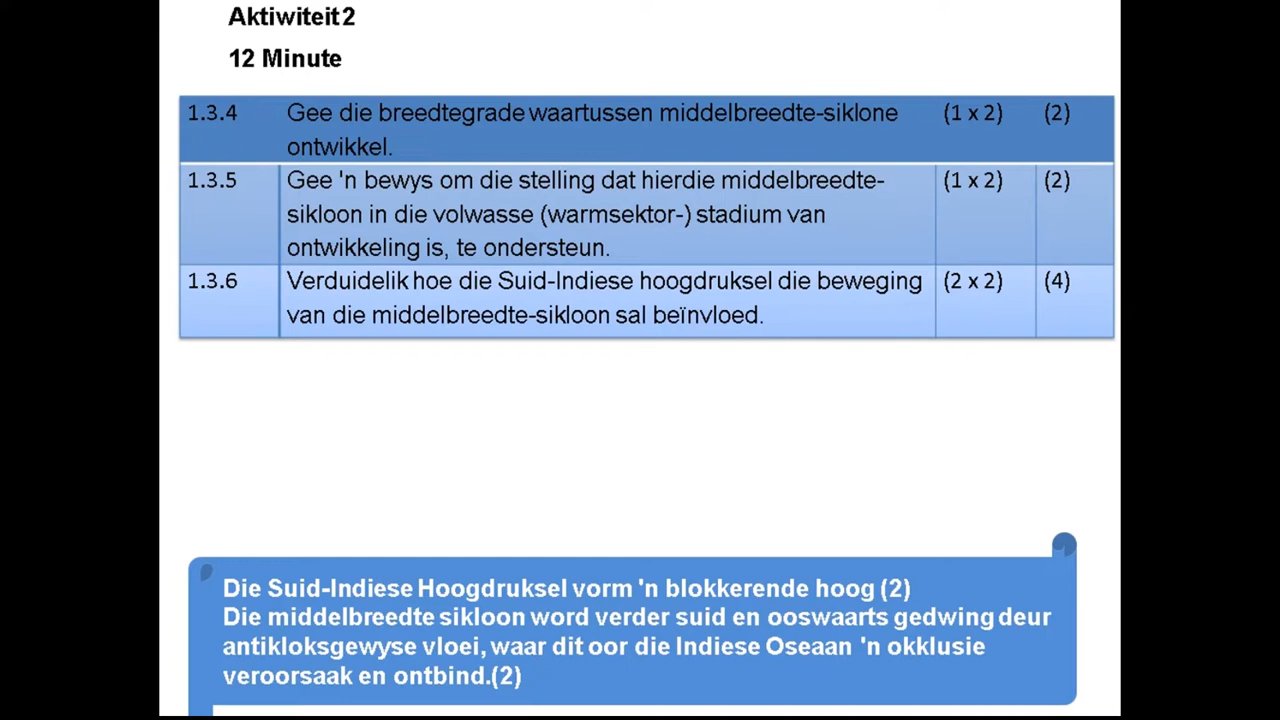 Aktiwiteit 2
12 Minute
1.3.4 Gee die breedtegrade waartussen middelbreedte-siklone (1 x 2) (2)
ontwikkel.
1.3.5 Gee 'n bewys om die stelling dat hierdie middelbreedte- (1 x 2) (2)
sikloon in die volwasse (warmsektor-) stadium van
ontwikkeling is, te ondersteun.
1.3.6 Verduidelik hoe die Suid-Indiese hoogdruksel die beweging (2 x 2) (4)
van die middelbreedte-sikloon sal beïnvloed.
Die Suid-Indiese Hoogdruksel vorm 'n blokkerende hoog (2)
Die middelbreedte sikloon word verder suid en ooswaarts gedwing deur
antikloksgewyse vloei, waar dit oor die Indiese Oseaan 'n okklusie
veroorsaak en ontbind.(2)